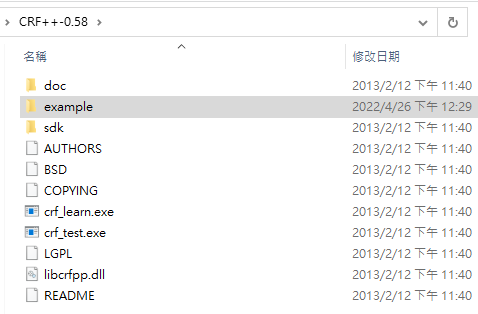 CRF++-0.58
名稱 修改日期
doc 2013/2/12 下午 11:40
example 2022/4/26 下午 12:29
sdk 2013/2/12 下午 11:40
AUTHORS 2013/2/12 下午 11:40
BSD 2013/2/12 下午 11:40
COPYING 2013/2/12 下午 11:40
crf_learn.exe 2013/2/12 下午 11:40
crf_test.exe 2013/2/12 下午 11:40
LGPL 2013/2/12 下午 11:40
libcrfpp.dll 2013/2/12 下午 11:40
README 2013/2/12 下午 11:40